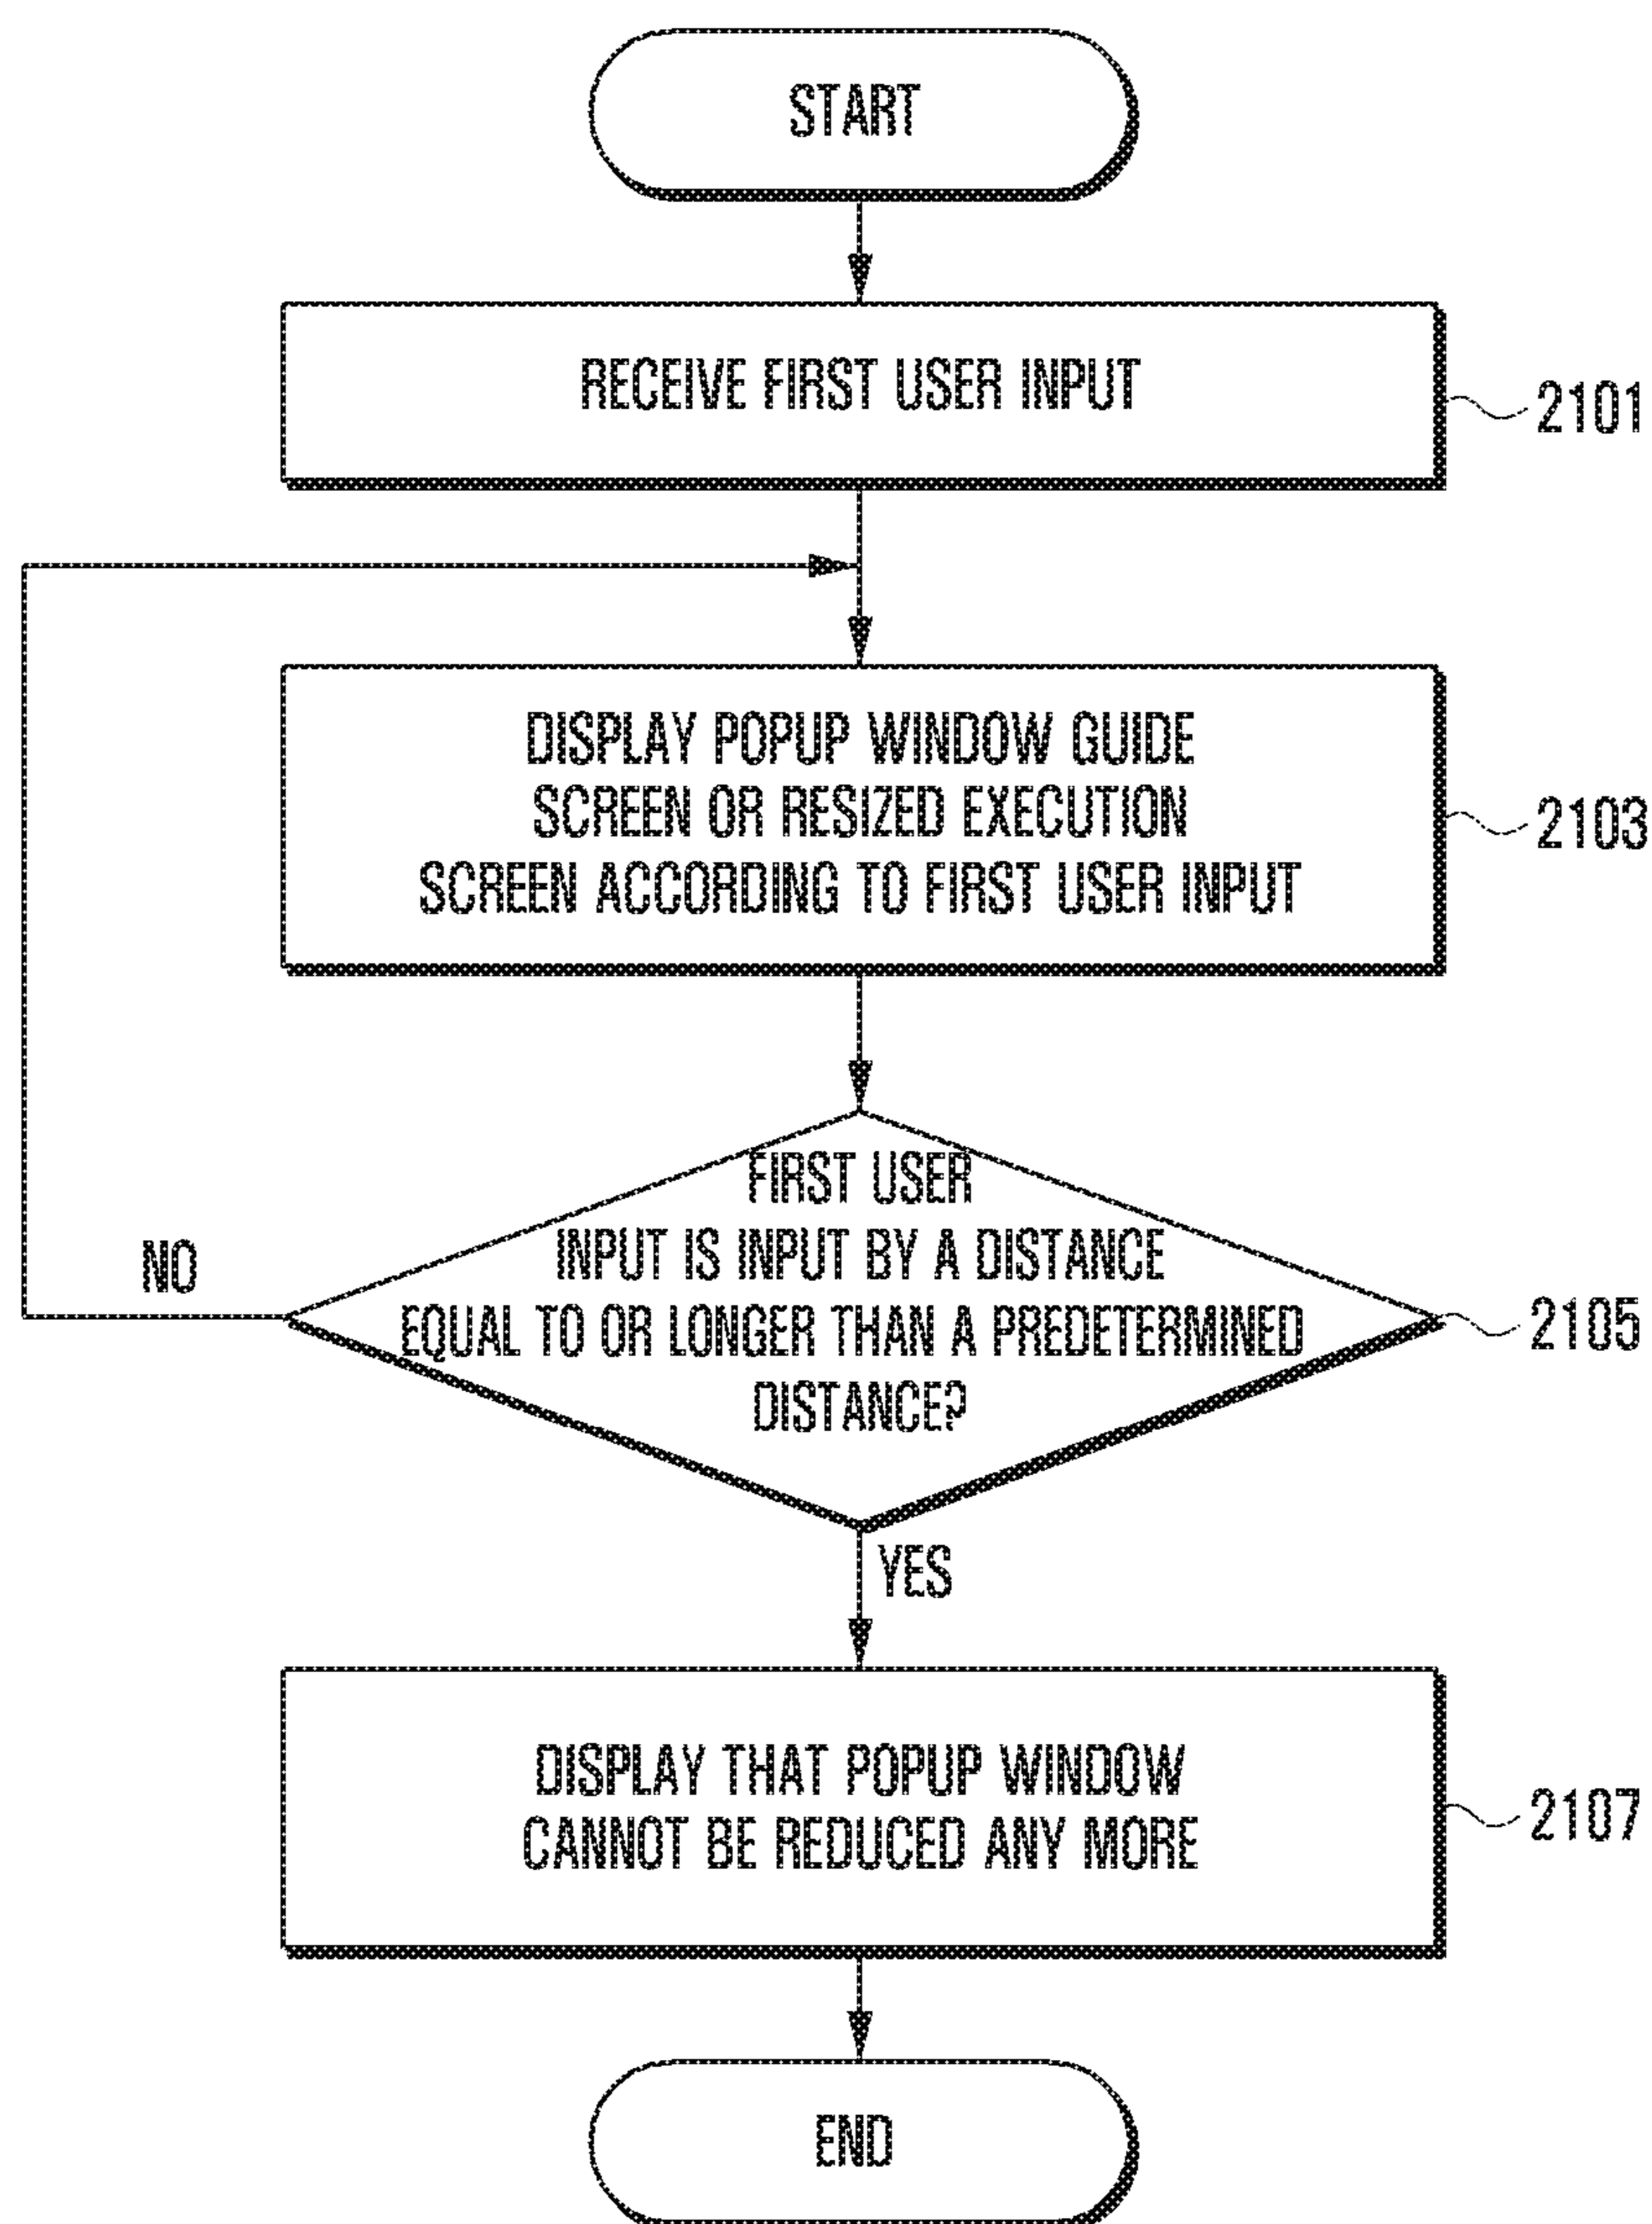 START
RECEIVE FIRST USER INPUT
2101
DISPLAY POPUP WINDOW GUIDE
SCREEN OR RESIZED EXECUTION
SCREEN ACCORDING TO FIRST USER INPUT
2103
FIRST USER
INPUT IS INPUT BY A DISTANCE
EQUAL TO OR LONGER THAN A PREDETERMINED
DISTANCE?
2105
NO
YES
DISPLAY THAT POPUP WINDOW
CANNOT BE REDUCED ANY MORE
2107
END